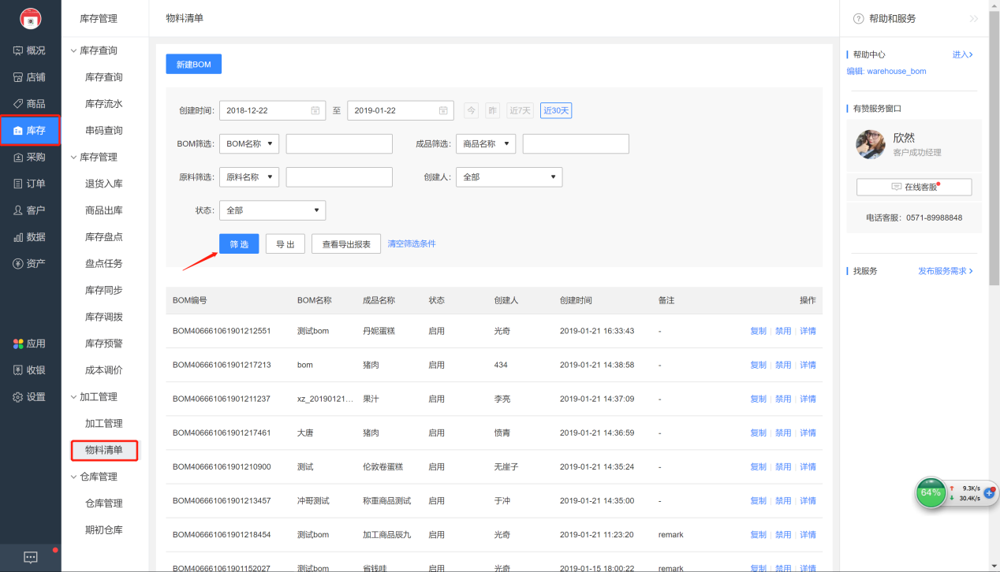 库存管理
物料清单
帮助和服务
概况
店铺
商品
库存
采购
订单
客户
数据
资产
应用
收银
设置
库存查询
库存查询
库存流水
串码查询
库存管理
退货入库
商品出库
库存盘点
盘点任务
库存同步
库存调拨
库存预警
成本调价
加工管理
加工管理
物料清单
仓库管理
仓库管理
期初仓库
新建BOM
创建时间: 2018-12-22 至 2019-01-22 今 昨 近7天 近30天
BOM筛选: BOM名称 成品筛选: 商品名称
原料筛选: 原料名称 创建人: 全部
状态: 全部
筛 选 导 出 查看导出报表 清空筛选条件
BOM编号 BOM名称 成品名称 状态 创建人 创建时间 备注 操作
BOM406661061901212551 测试bom 丹妮蛋糕 启用 光奇 2019-01-21 16:33:43 - 复制 禁用 详情
BOM406661061901217213 bom 猪肉 启用 434 2019-01-21 14:38:58 - 复制 禁用 详情
BOM406661061901211237 xz_20190121... 果汁 启用 李亮 2019-01-21 14:37:09 - 复制 禁用 详情
BOM406661061901217461 大唐 猪肉 启用 愤青 2019-01-21 14:36:59 - 复制 禁用 详情
BOM406661061901210900 测试 伦敦卷蛋糕 启用 无崖子 2019-01-21 14:35:24 - 复制 禁用 详情
BOM406661061901213457 冲哥测试 称重商品测试 启用 于冲 2019-01-21 14:35:00 - 复制 禁用 详情
BOM406661061901218454 测试bom 加工商品辰九 启用 光奇 2019-01-21 11:23:20 remark 复制 禁用 详情
BOM406661061901152027 测试bom 省钱哇 启用 光奇 2019-01-15 18:00:22 remark 复制 禁用 详情
帮助中心 进入
编辑: warehouse_bom
有赞服务窗口
欣然
客户成功经理
在线客服
电话客服: 0571-89988848
找服务 发布服务需求
64%
9.3K/s
30.4K/s